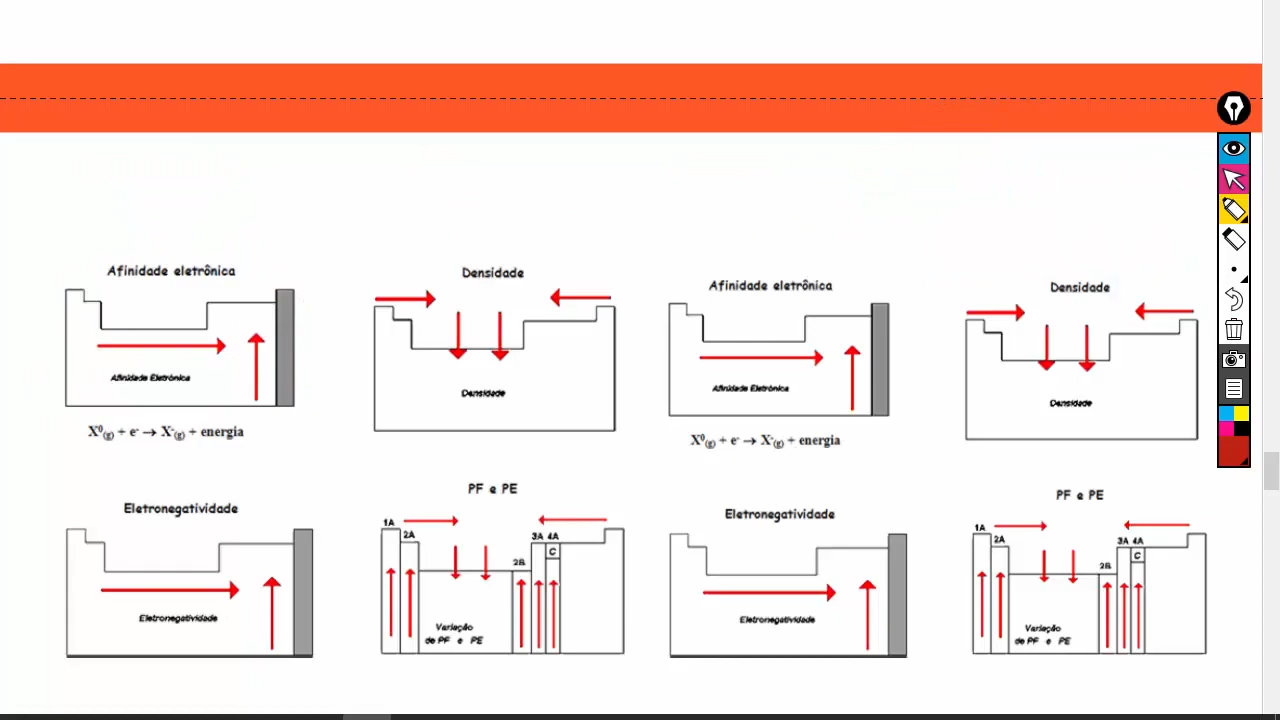 Afinidade eletrônica
Densidade
Afinidade eletrônica
Densidade
Afinidade Eletrônica
Densidade
Afinidade Eletrônica
Densidade
X⁰(g) + e⁻ → X⁻(g) + energia
X⁰(g) + e⁻ → X⁻(g) + energia
Eletronegatividade
PF e PE
Eletronegatividade
PF e PE
1A
2A
2B
3A 4A
C
1A
2A
2B
3A 4A
C
Eletronegatividade
Variação
de PF e PE
Eletronegatividade
Variação
de PF e PE